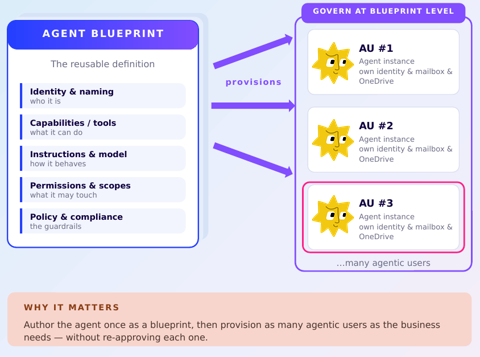 AGENT BLUEPRINT
The reusable definition
Identity & naming
who it is
Capabilities / tools
what it can do
Instructions & model
how it behaves
Permissions & scopes
what it may touch
Policy & compliance
the guardrails
provisions
GOVERN AT BLUEPRINT LEVEL
AU #1
Agent instance
own identity & mailbox &
OneDrive
AU #2
Agent instance
own identity & mailbox &
OneDrive
AU #3
Agent instance
own identity & mailbox &
OneDrive
...many agentic users
WHY IT MATTERS
Author the agent once as a blueprint, then provision as many agentic users as the business
needs — without re-approving each one.